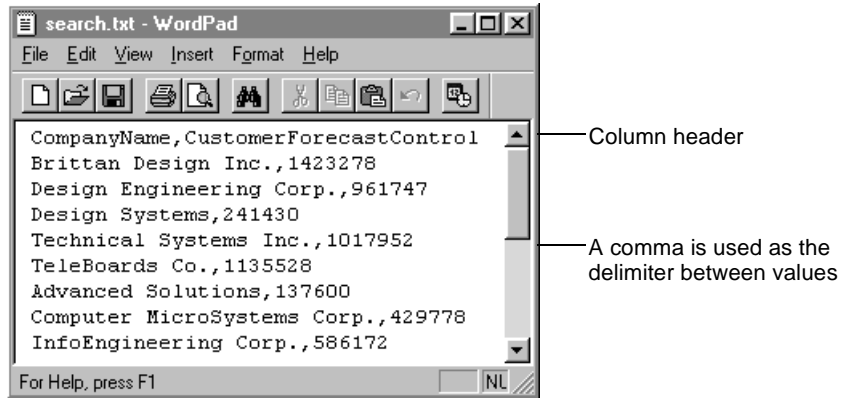 search.txt - WordPad
File Edit View Insert Format Help
CompanyName,CustomerForecastControl
Brittan Design Inc.,1423278
Design Engineering Corp.,961747
Design Systems,241430
Technical Systems Inc.,1017952
TeleBoards Co.,1135528
Advanced Solutions,137600
Computer MicroSystems Corp.,429778
InfoEngineering Corp.,586172
For Help, press F1
NU
Column header
A comma is used as the
delimiter between values